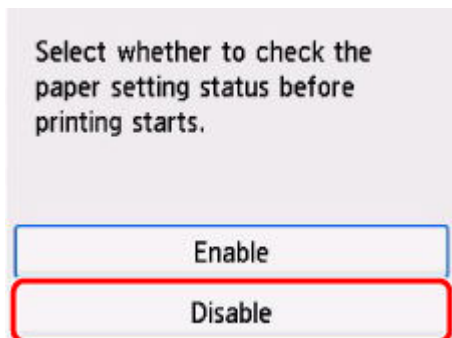 Select whether to check the
paper setting status before
printing starts.
Enable
Disable